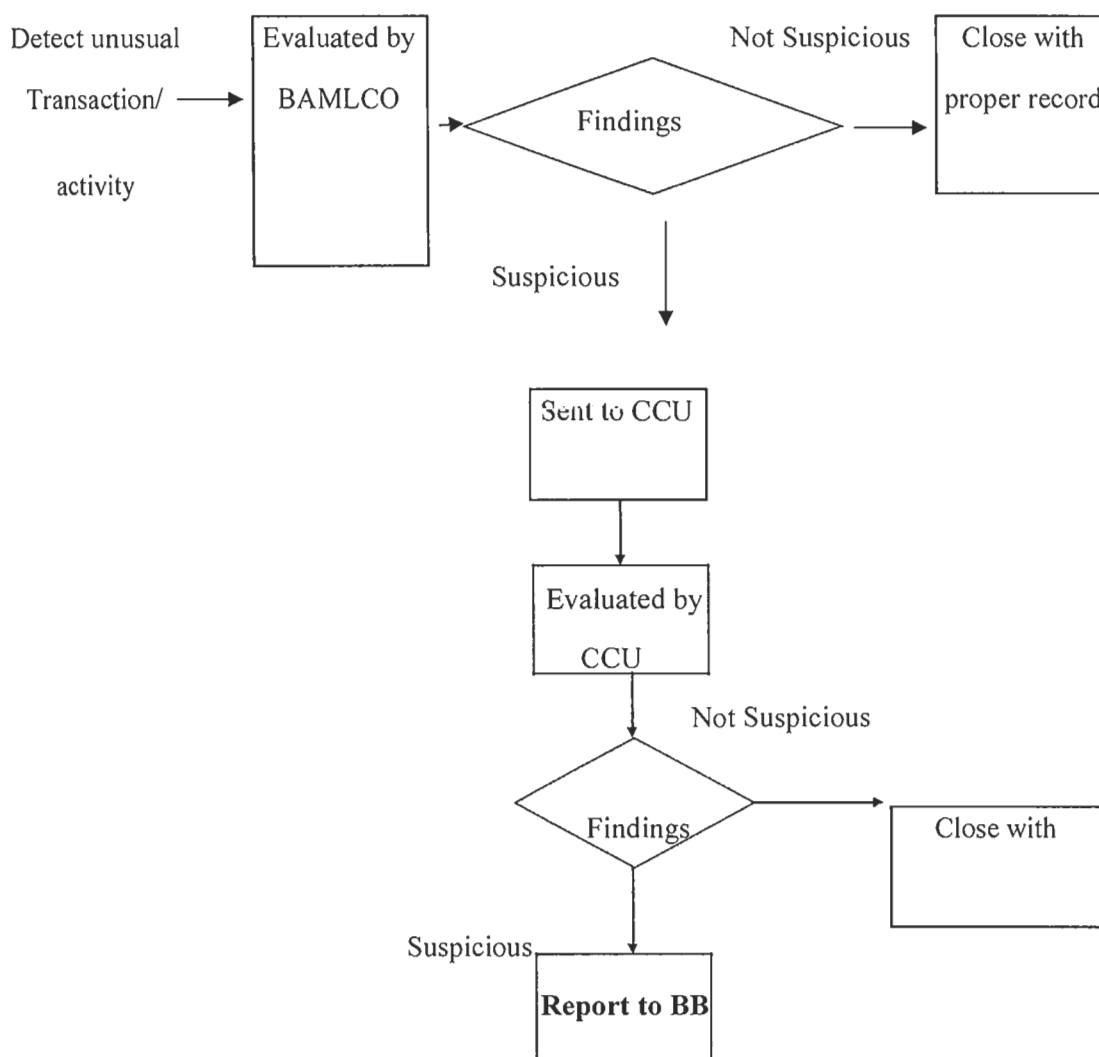 Detect unusual
Transaction/
activity
Evaluated by
BAMLCO
Findings
Not Suspicious
Close with
proper record
Suspicious
Sent to CCU
Evaluated by
CCU
Not Suspicious
Findings
Close with
Suspicious
Report to BB